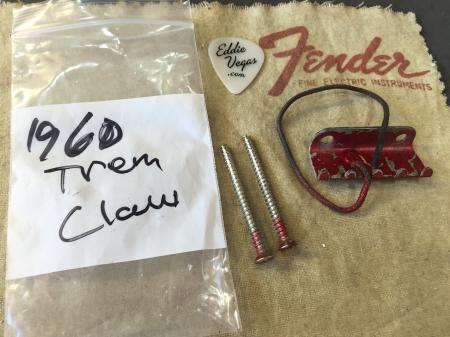 1960
Trem
Claw
Eddie
Vegas
.com
Fender
FINE ELECTRIC INSTRUMENTS